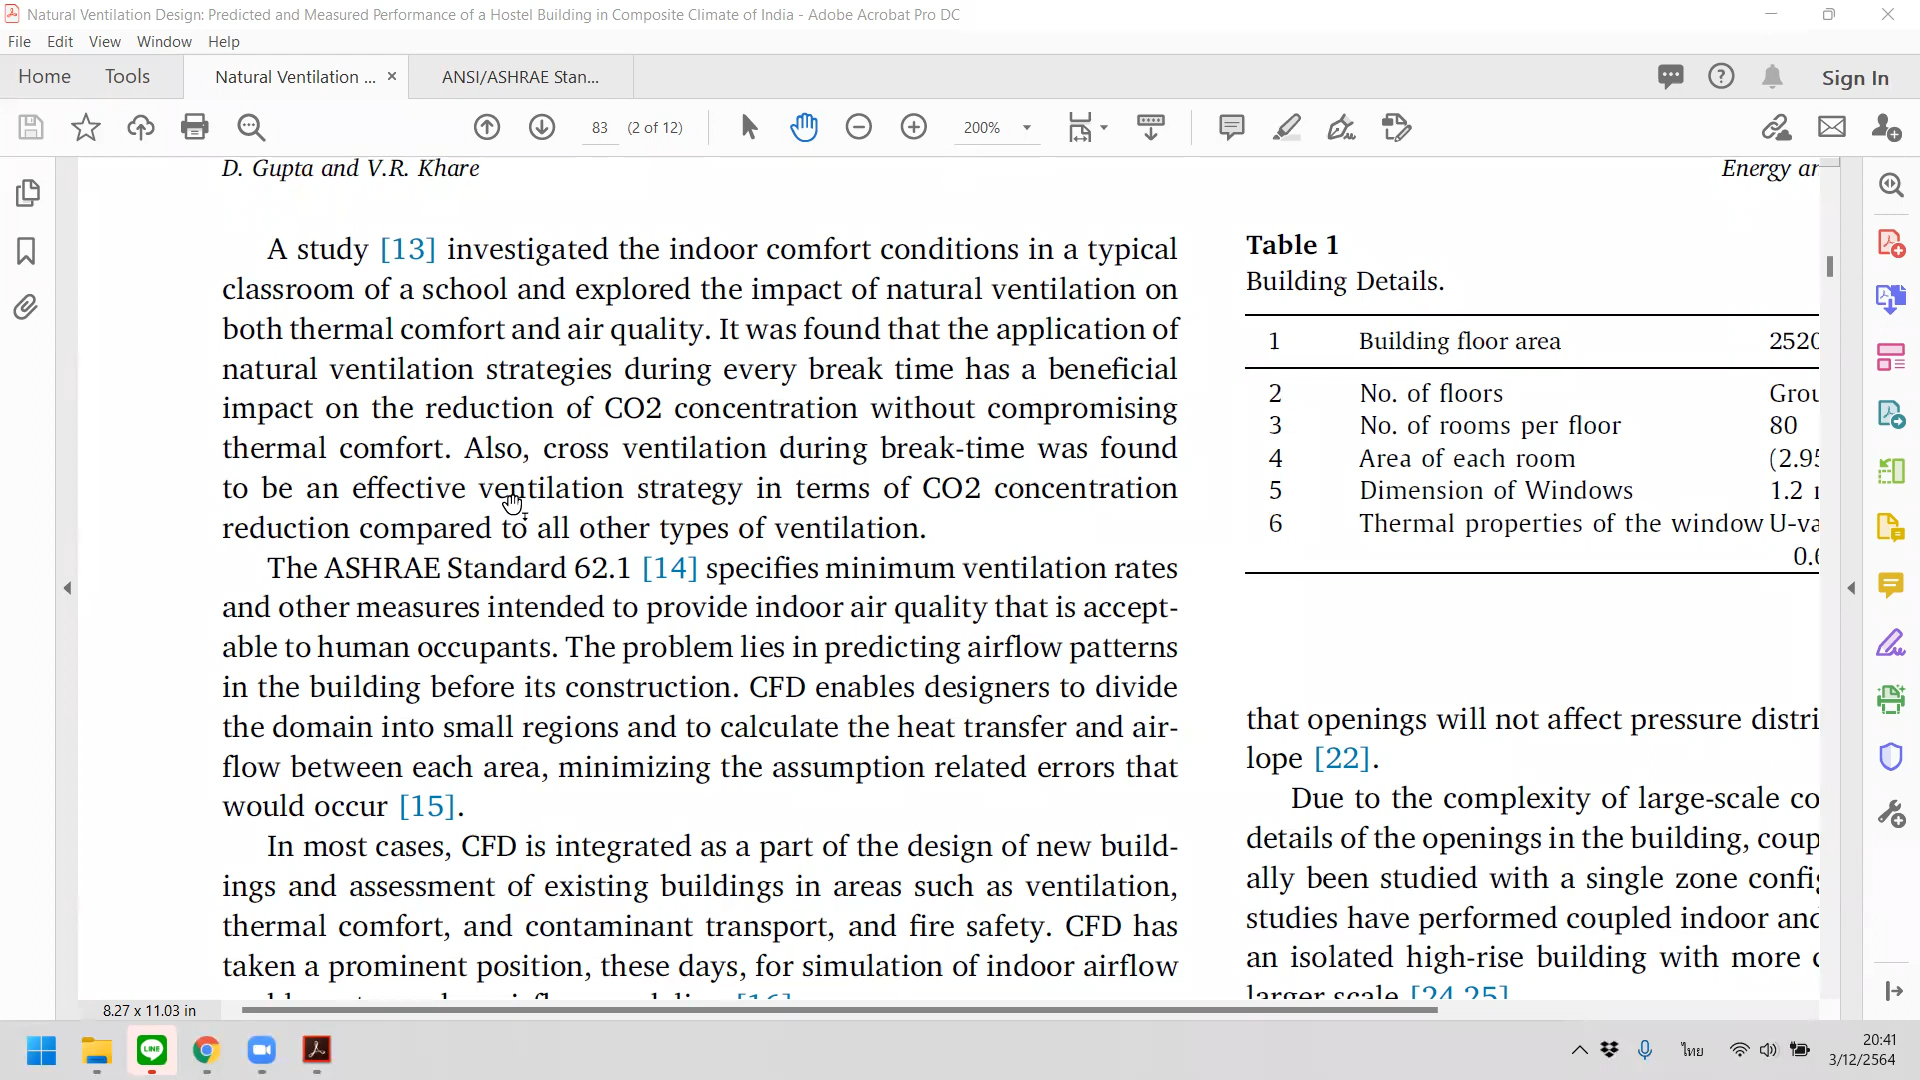 Natural Ventilation Design: Predicted and Measured Performance of a Hostel Building in Composite Climate of India - Adobe Acrobat Pro DC
File Edit View Window Help
Home Tools Natural Ventilation ... × ANSI/ASHRAE Stan... Sign In
83 (2 of 12) 200%
D. Gupta and V.R. Khare
Energy ar
A study [13] investigated the indoor comfort conditions in a typical
classroom of a school and explored the impact of natural ventilation on
both thermal comfort and air quality. It was found that the application of
natural ventilation strategies during every break time has a beneficial
impact on the reduction of CO2 concentration without compromising
thermal comfort. Also, cross ventilation during break-time was found
to be an effective ventilation strategy in terms of CO2 concentration
reduction compared to all other types of ventilation.
The ASHRAE Standard 62.1 [14] specifies minimum ventilation rates
and other measures intended to provide indoor air quality that is accept-
able to human occupants. The problem lies in predicting airflow patterns
in the building before its construction. CFD enables designers to divide
the domain into small regions and to calculate the heat transfer and air-
flow between each area, minimizing the assumption related errors that
would occur [15].
In most cases, CFD is integrated as a part of the design of new build-
ings and assessment of existing buildings in areas such as ventilation,
thermal comfort, and contaminant transport, and fire safety. CFD has
taken a prominent position, these days, for simulation of indoor airflow
Table 1
Building Details.
1 Building floor area 2520
2 No. of floors Grou
3 No. of rooms per floor 80
4 Area of each room (2.95
5 Dimension of Windows 1.2
6 Thermal properties of the window U-va
0.6
that openings will not affect pressure distri
lope [22].
Due to the complexity of large-scale co
details of the openings in the building, coup
ally been studied with a single zone config
studies have performed coupled indoor and
an isolated high-rise building with more
larger scale [24,25]
8.27 x 11.03 in
LINE
ไทย
20:41
3/12/2564